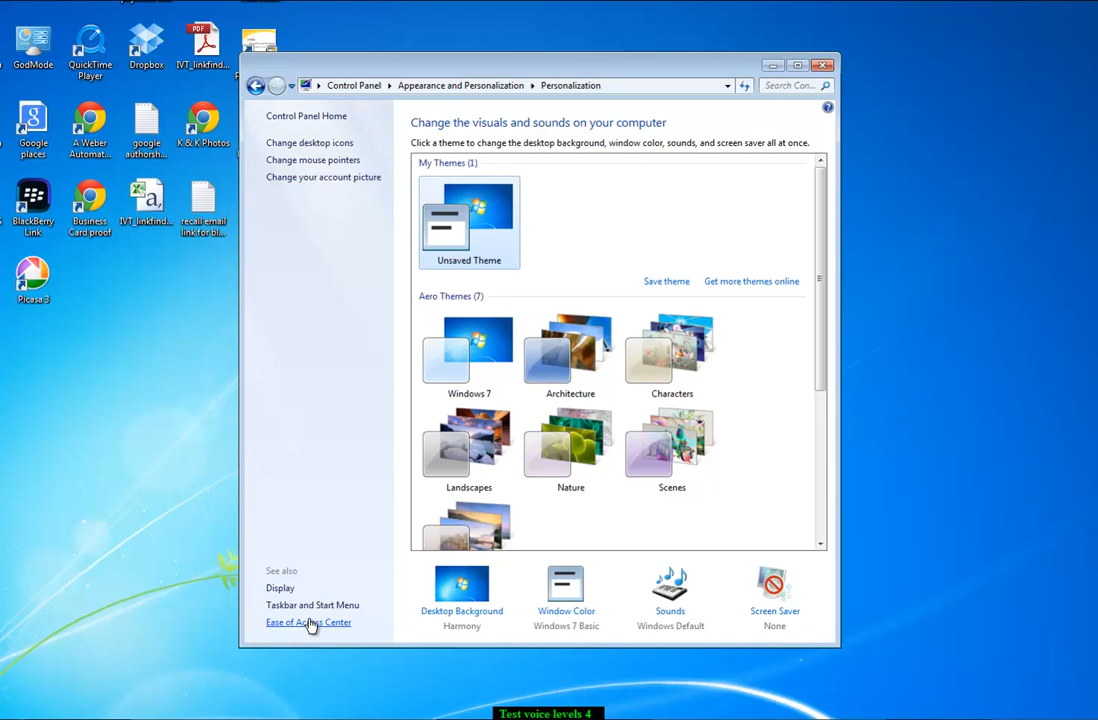 GodMode
QuickTime
Player
Dropbox
PDF
IVT_linkfind...
Google
places
A Weber
Automat...
google
authorsh...
K & K Photos
BlackBerry
Link
Business
Card proof
IVT_linkfind...
recall email
link for bl...
Picasa 3
Control Panel
Appearance and Personalization
Personalization
Search Con...
Control Panel Home
Change desktop icons
Change mouse pointers
Change your account picture
See also
Display
Taskbar and Start Menu
Ease of Access Center
Change the visuals and sounds on your computer
Click a theme to change the desktop background, window color, sounds, and screen saver all at once.
My Themes (1)
Unsaved Theme
Save theme
Get more themes online
Aero Themes (7)
Windows 7
Architecture
Characters
Landscapes
Nature
Scenes
Desktop Background
Harmony
Window Color
Windows 7 Basic
Sounds
Windows Default
Screen Saver
None
Test voice levels 4